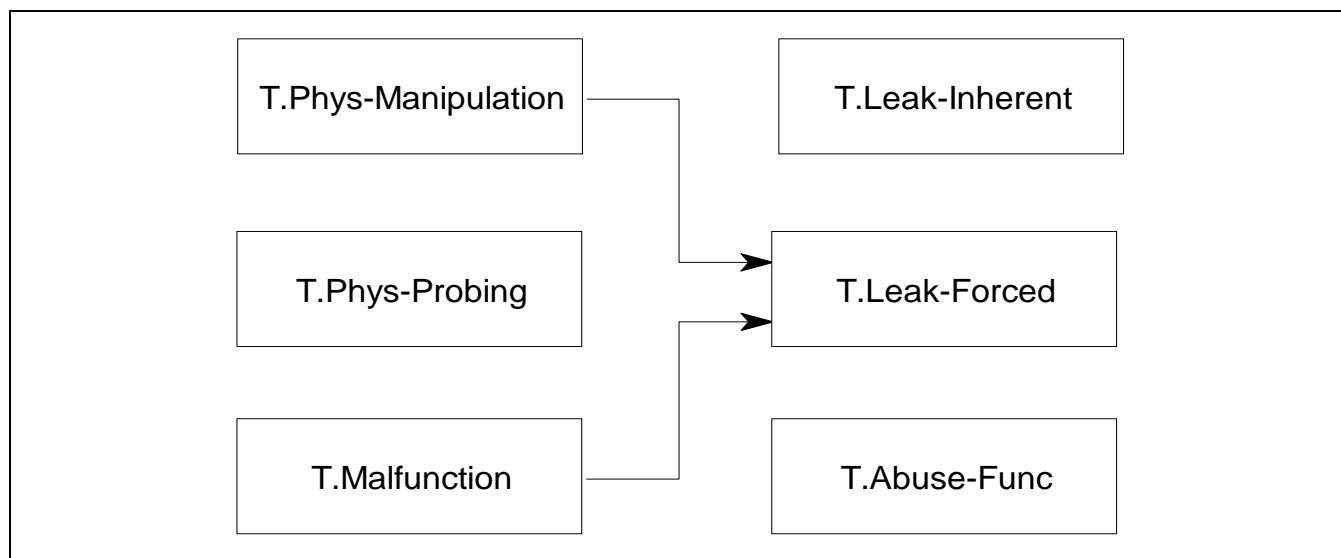 T.Phys-Manipulation
T.Leak-Inherent
T.Phys-Probing
T.Leak-Forced
T.Malfunction
T.Abuse-Func